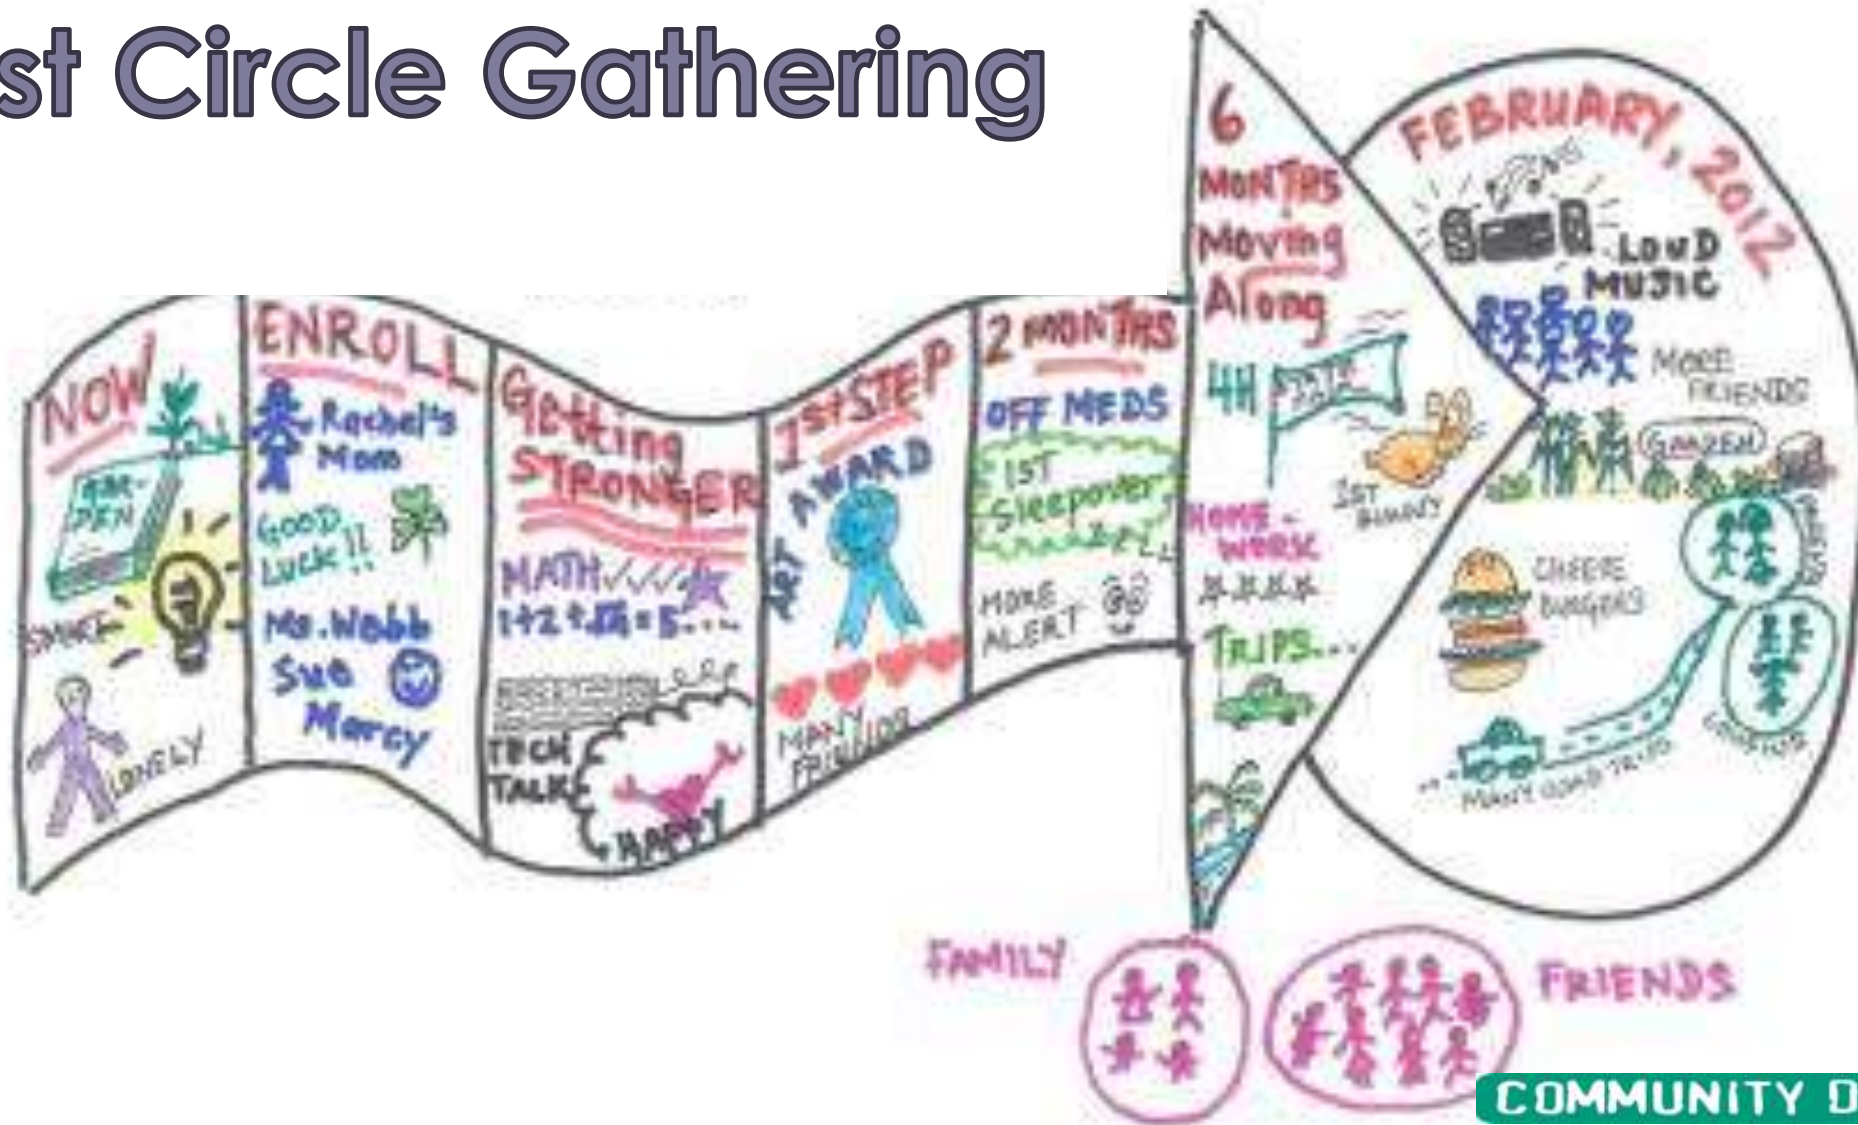 st Circle Gathering
NOW
GAR-
DEN
SMART
LONELY
ENROLL
Rachel's
Mom
GOOD
LUCK!!
Ms. Webb
Sue
Marcy
Getting
STRONGER
MATH
TECH
TALK
HAPPY
1st STEP
ART AWARD
MANY
2 MONTHS
OFF MEDS
1ST
Sleepover
MORE
ALERT
6
MONTHS
Moving
Along
4H
1ST
BUNNY
HOME-
WORK
TRIPS...
FEBRUARY, 2012
LOUD
MUSIC
MORE
FRIENDS
GARDEN
CHEESE
BURGERS
MANY ROAD TRIPS
FAMILY
FRIENDS
COMMUNITY D